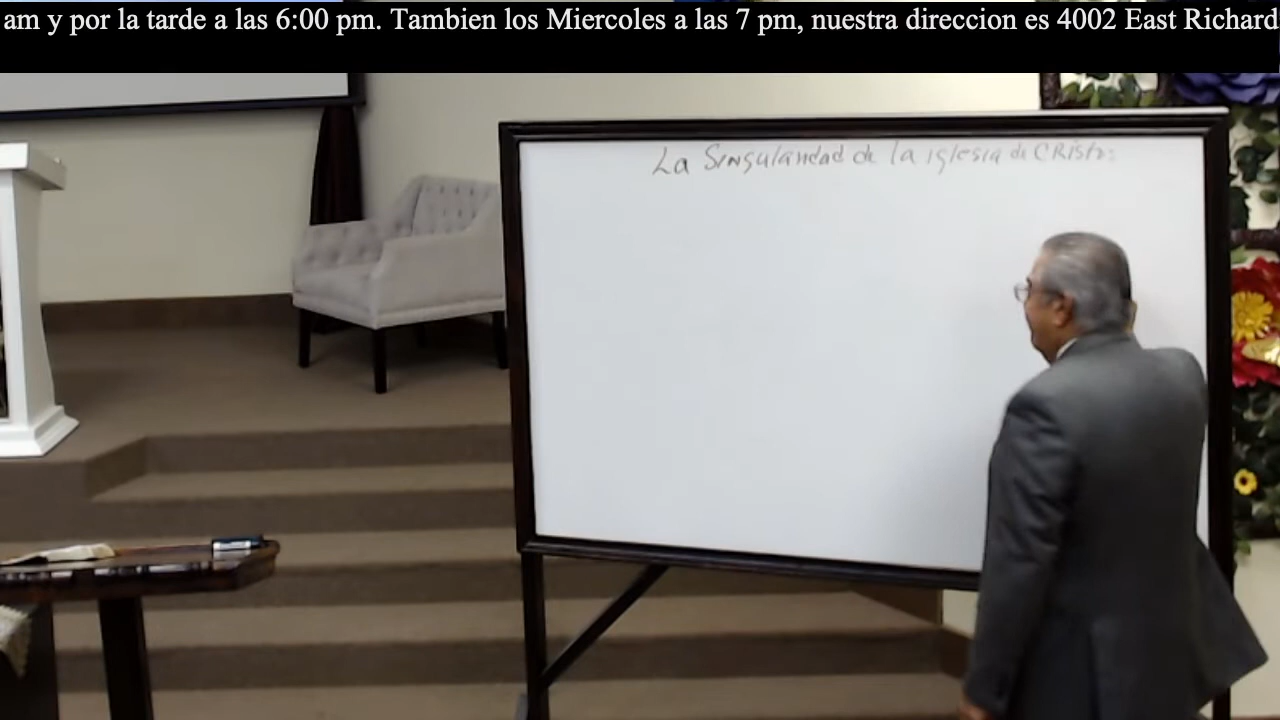 am y por la tarde a las 6:00 pm. Tambien los Miercoles a las 7 pm, nuestra direccion es 4002 East Richard
La Singularidad de la iglesia de CRisto: